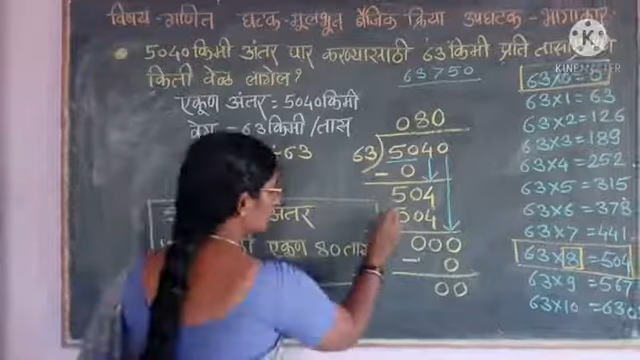 विषय-गणित घटक-मूलभूत बैजिक क्रिया उपघटक-भागाकार
5040 किमी अंतर पार करण्यासाठी 63 किमी प्रति तास
किती वेळ लागेल?
63750
एकूण अंतर = 5040 किमी
वेग = 63 किमी/तास
÷63
अंतर
एकूण 80 तास
080
63)5040
- 0
504
504
000
- 0
00
63×0 = 0
63×1 = 63
63×2 = 126
63×3 = 189
63×4 = 252
63×5 = 315
63×6 = 378
63×7 = 441
63×8 = 504
63×9 = 567
63×10 = 630
KINEMASTER